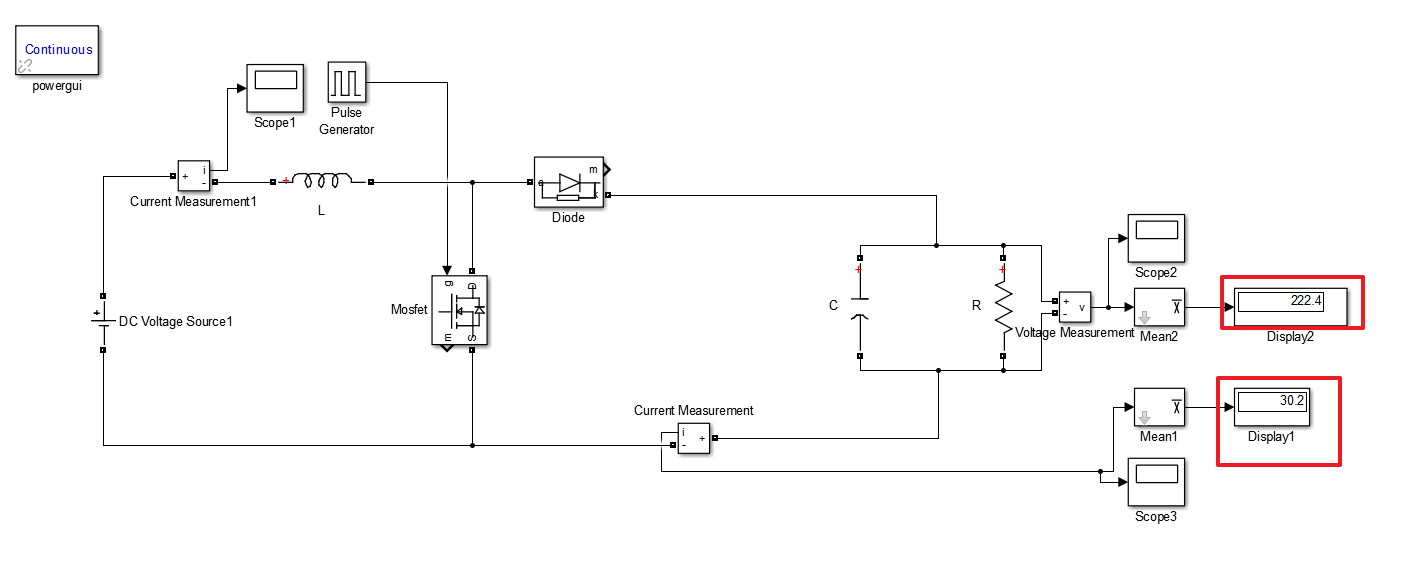 Continuous
powergui
Scope1
Pulse
Generator
i
+
-
Current Measurement1
+
L
m
a
k
Diode
g
D
Mosfet
m
S
+
DC Voltage Source1
+
C
+
R
+
-
v
Voltage Measurement
Scope2
x
Mean2
222.4
Display2
Current Measurement
i
-
+
x
Mean1
30.2
Display1
Scope3